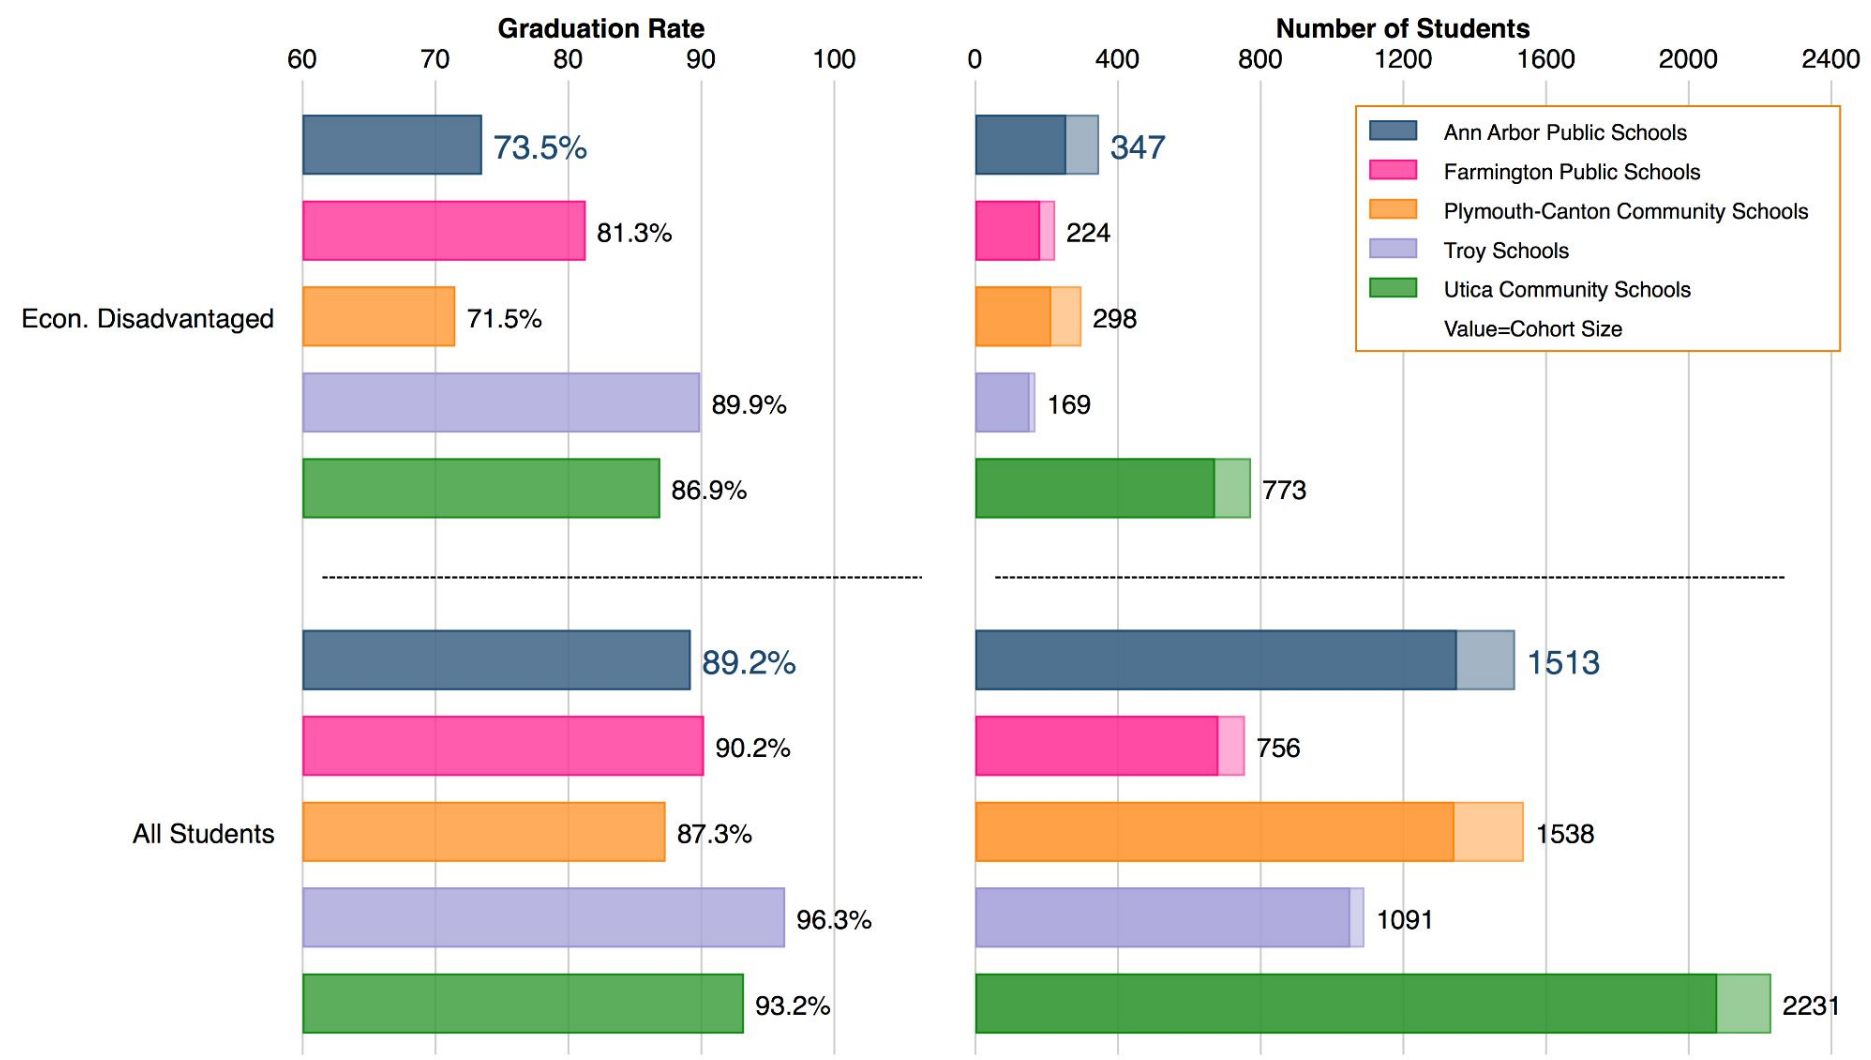 Graduation Rate
Number of Students
60 70 80 90 100
0 400 800 1200 1600 2000 2400
Ann Arbor Public Schools
Farmington Public Schools
Plymouth-Canton Community Schools
Troy Schools
Utica Community Schools
Value=Cohort Size
Econ. Disadvantaged
73.5% 347
81.3% 224
71.5% 298
89.9% 169
86.9% 773
All Students
89.2% 1513
90.2% 756
87.3% 1538
96.3% 1091
93.2% 2231